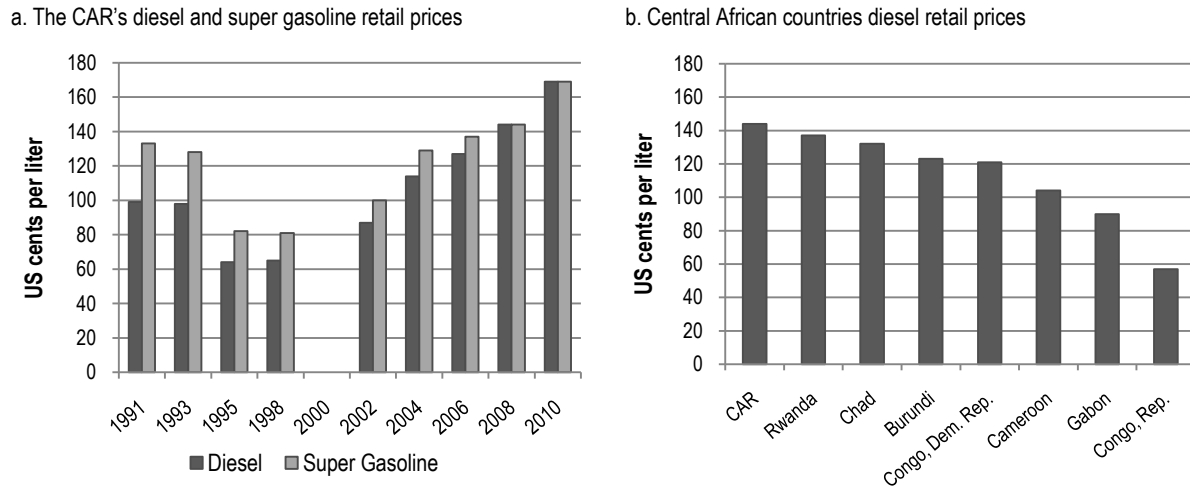 a. The CAR's diesel and super gasoline retail prices
US cents per liter
180
160
140
120
100
80
60
40
20
0
1991
1993
1995
1998
2000
2002
2004
2006
2008
2010
Diesel
Super Gasoline
b. Central African countries diesel retail prices
US cents per liter
180
160
140
120
100
80
60
40
20
0
CAR
Rwanda
Chad
Burundi
Congo, Dem. Rep.
Cameroon
Gabon
Congo, Rep.